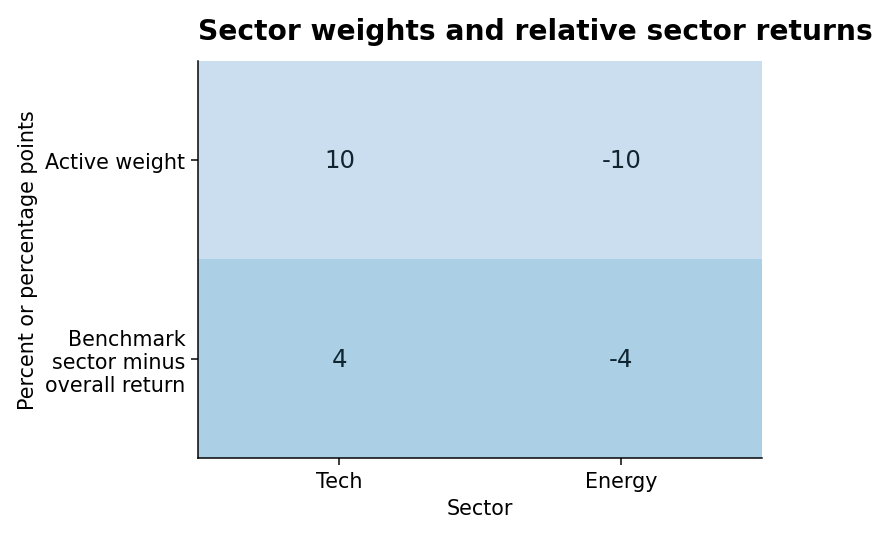 Sector weights and relative sector returns
Percent or percentage points
Active weight
10
-10
Benchmark
sector minus
overall return
4
-4
Tech
Energy
Sector